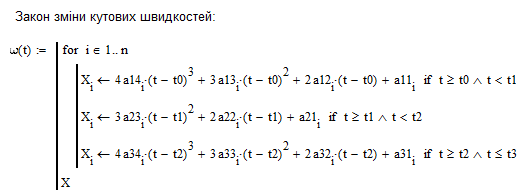 Закон зміни кутових швидкостей:
ω(t) := for i ∈ 1.. n
X_i ← 4 a14_i·(t − t0)^3 + 3 a13_i·(t − t0)^2 + 2 a12_i·(t − t0) + a11_i if t ≥ t0 ∧ t < t1
X_i ← 3 a23_i·(t − t1)^2 + 2 a22_i·(t − t1) + a21_i if t ≥ t1 ∧ t < t2
X_i ← 4 a34_i·(t − t2)^3 + 3 a33_i·(t − t2)^2 + 2 a32_i·(t − t2) + a31_i if t ≥ t2 ∧ t ≤ t3
X